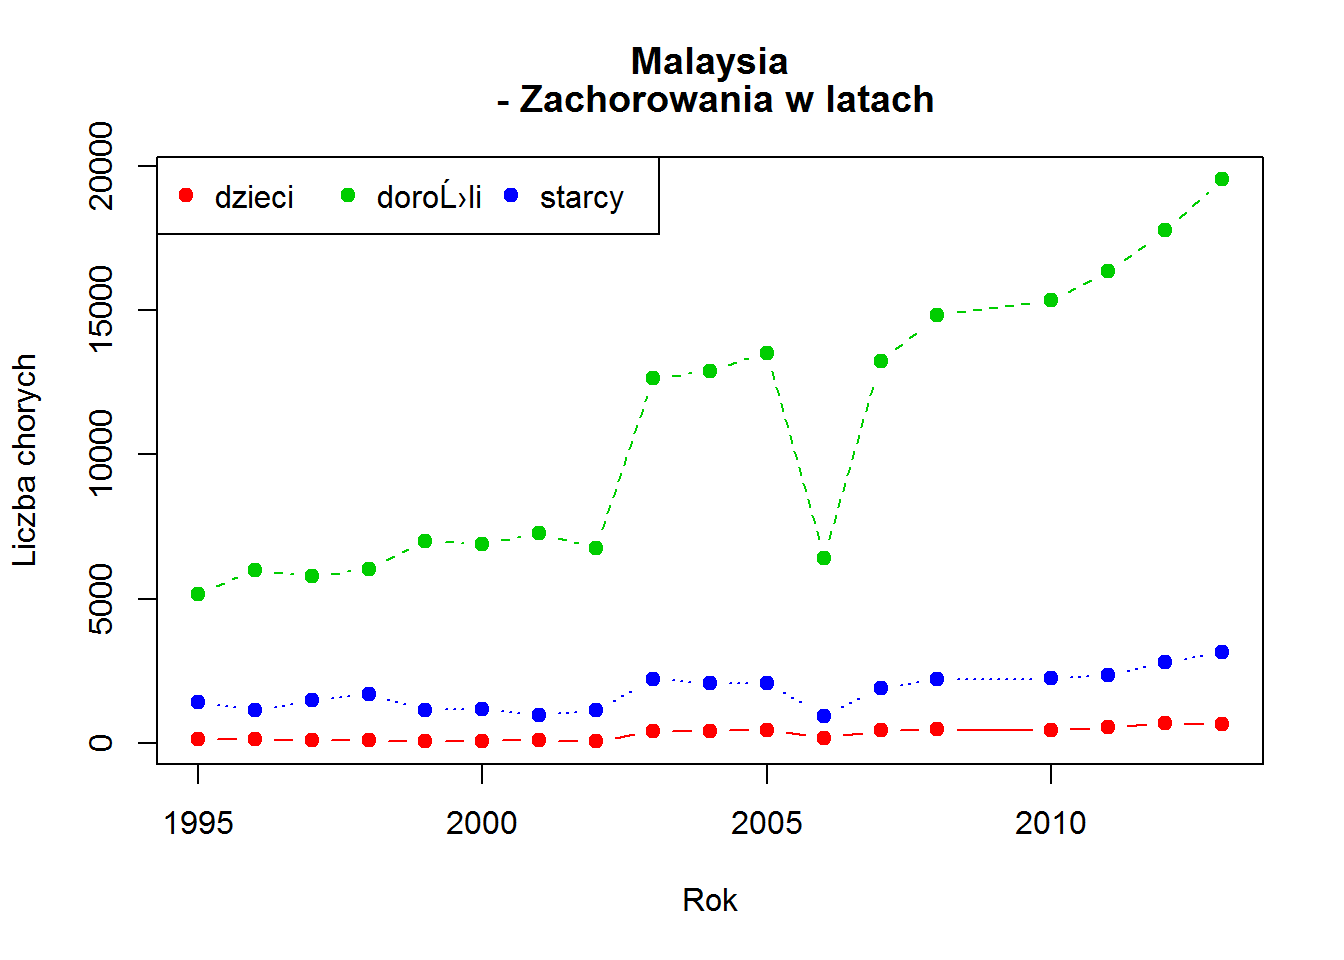 Malaysia
- Zachorowania w latach
dzieci doroĹ›li starcy
Liczba chorych
20000
15000
10000
5000
0
1995 2000 2005 2010
Rok